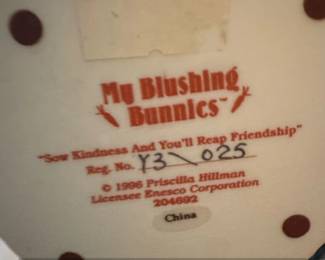 My Blushing
Bunnies™
"Sow Kindness And You'll Reap Friendship"
Reg. No. Y3\025
© 1996 Priscilla Hillman
Licensee Enesco Corporation
204692
China